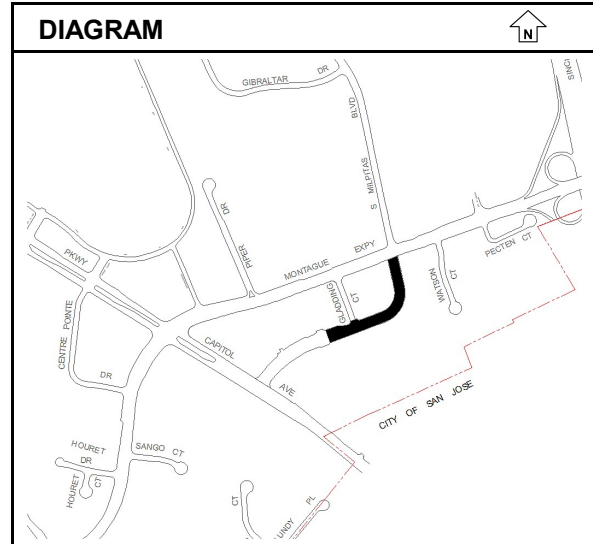 DIAGRAM
N
GIBRALTAR DR
S MILPITAS BLVD
PIPER DR
MONTAGUE EXPY
GLADDING CT
WATSON CT
PECTEN CT
PKWY
CENTRE POINTE DR
CAPITOL AVE
CITY OF SAN JOSE
HOURET DR
HOURET CT
SANGO CT
CT
PL